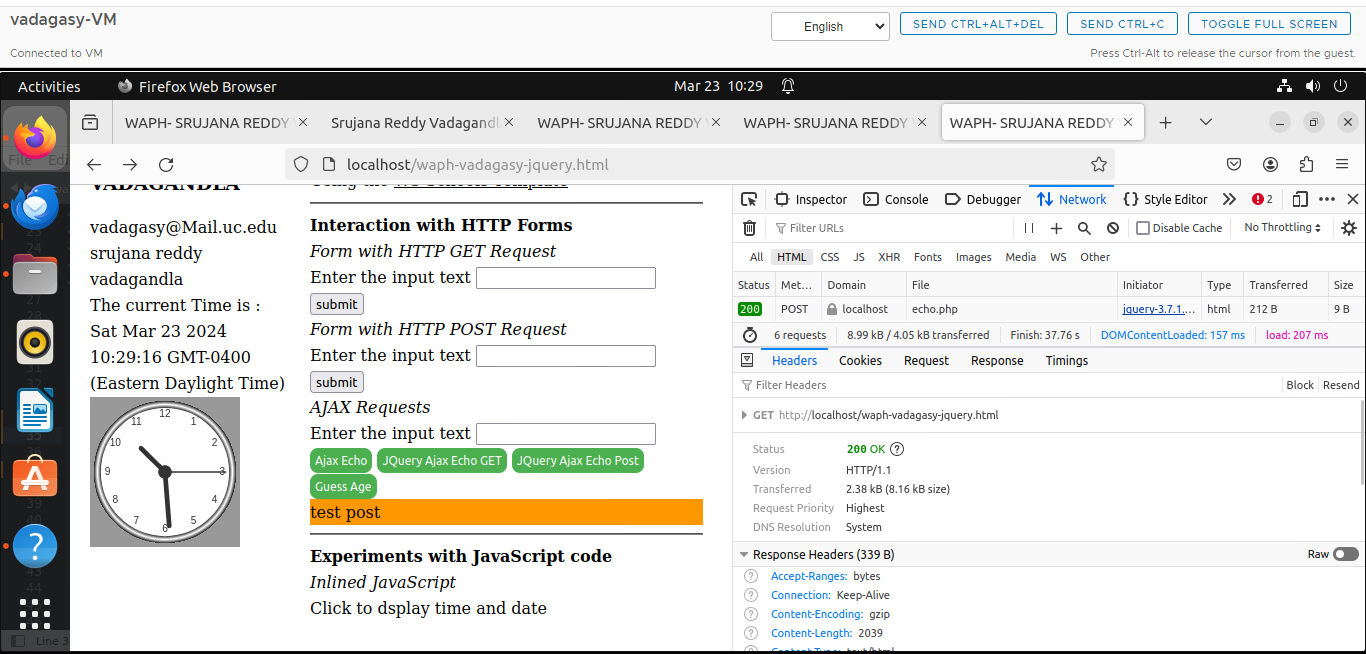 vadagasy-VM
English
SEND CTRL+ALT+DEL
SEND CTRL+C
TOGGLE FULL SCREEN
Connected to VM
Press Ctrl-Alt to release the cursor from the guest.
Activities
Firefox Web Browser
Mar 23 10:29
WAPH- SRUJANA REDDY
Srujana Reddy Vadagandl
WAPH- SRUJANA REDDY
WAPH- SRUJANA REDDY
WAPH- SRUJANA REDDY
localhost/waph-vadagasy-jquery.html
VADAGANDLA
vadagasy@Mail.uc.edu
srujana reddy
vadagandla
The current Time is :
Sat Mar 23 2024
10:29:16 GMT-0400
(Eastern Daylight Time)
12
1
2
3
4
5
6
7
8
9
10
11
Using the W3 Schools Template
Interaction with HTTP Forms
Form with HTTP GET Request
Enter the input text
submit
Form with HTTP POST Request
Enter the input text
submit
AJAX Requests
Enter the input text
Ajax Echo
JQuery Ajax Echo GET
JQuery Ajax Echo Post
Guess Age
test post
Experiments with JavaScript code
Inlined JavaScript
Click to dsplay time and date
Inspector
Console
Debugger
Network
Style Editor
2
Filter URLs
Disable Cache
No Throttling
All
HTML
CSS
JS
XHR
Fonts
Images
Media
WS
Other
Status
Met...
Domain
File
Initiator
Type
Transferred
Size
200
POST
localhost
echo.php
jquery-3.7.1....
html
212 B
9 B
6 requests
8.99 kB / 4.05 kB transferred
Finish: 37.76 s
DOMContentLoaded: 157 ms
load: 207 ms
Headers
Cookies
Request
Response
Timings
Filter Headers
Block
Resend
GET http://localhost/waph-vadagasy-jquery.html
Status 200 OK
Version HTTP/1.1
Transferred 2.38 kB (8.16 kB size)
Request Priority Highest
DNS Resolution System
Response Headers (339 B)
Raw
Accept-Ranges: bytes
Connection: Keep-Alive
Content-Encoding: gzip
Content-Length: 2039
Content-Type: text/html
File Edi
Line 3